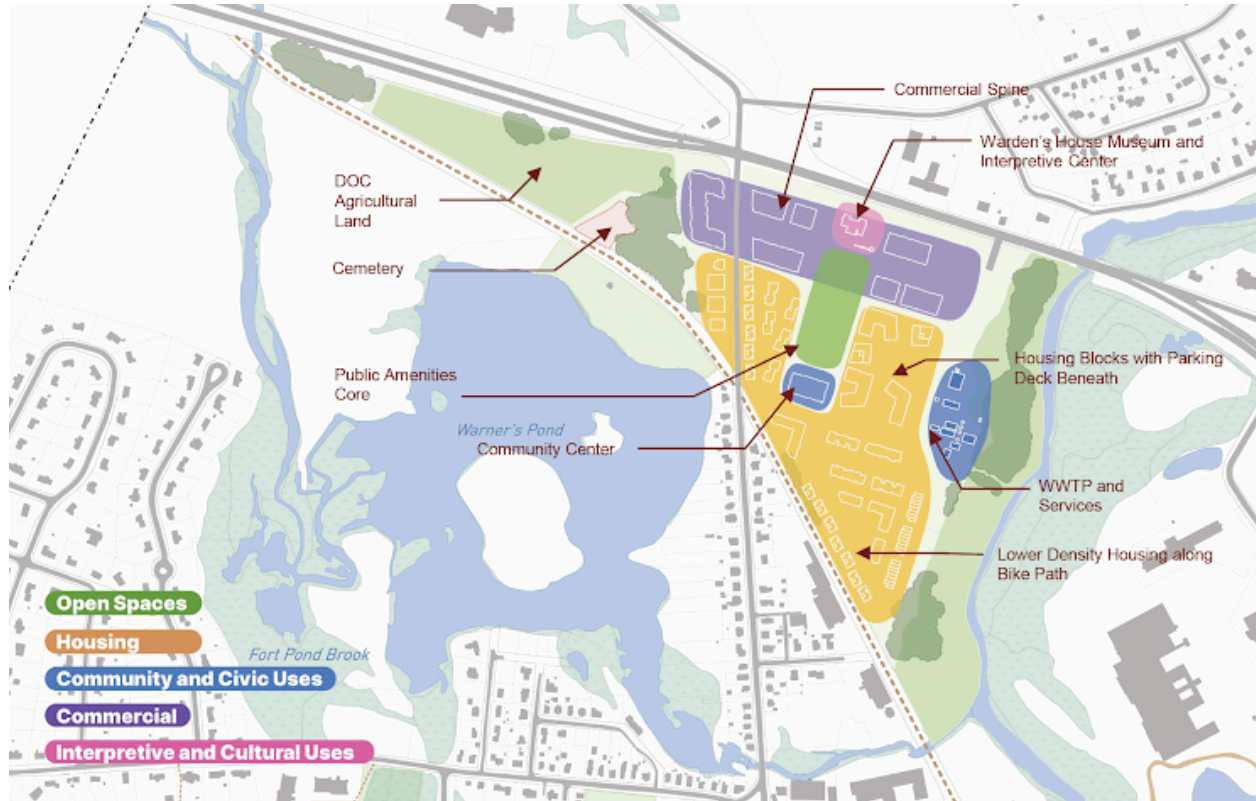 Commercial Spine
Warden's House Museum and
Interpretive Center
DOC
Agricultural
Land
Cemetery
Public Amenities
Core
Warner's Pond
Community Center
Housing Blocks with Parking
Deck Beneath
WWTP and
Services
Lower Density Housing along
Bike Path
Open Spaces
Housing
Fort Pond Brook
Community and Civic Uses
Commercial
Interpretive and Cultural Uses